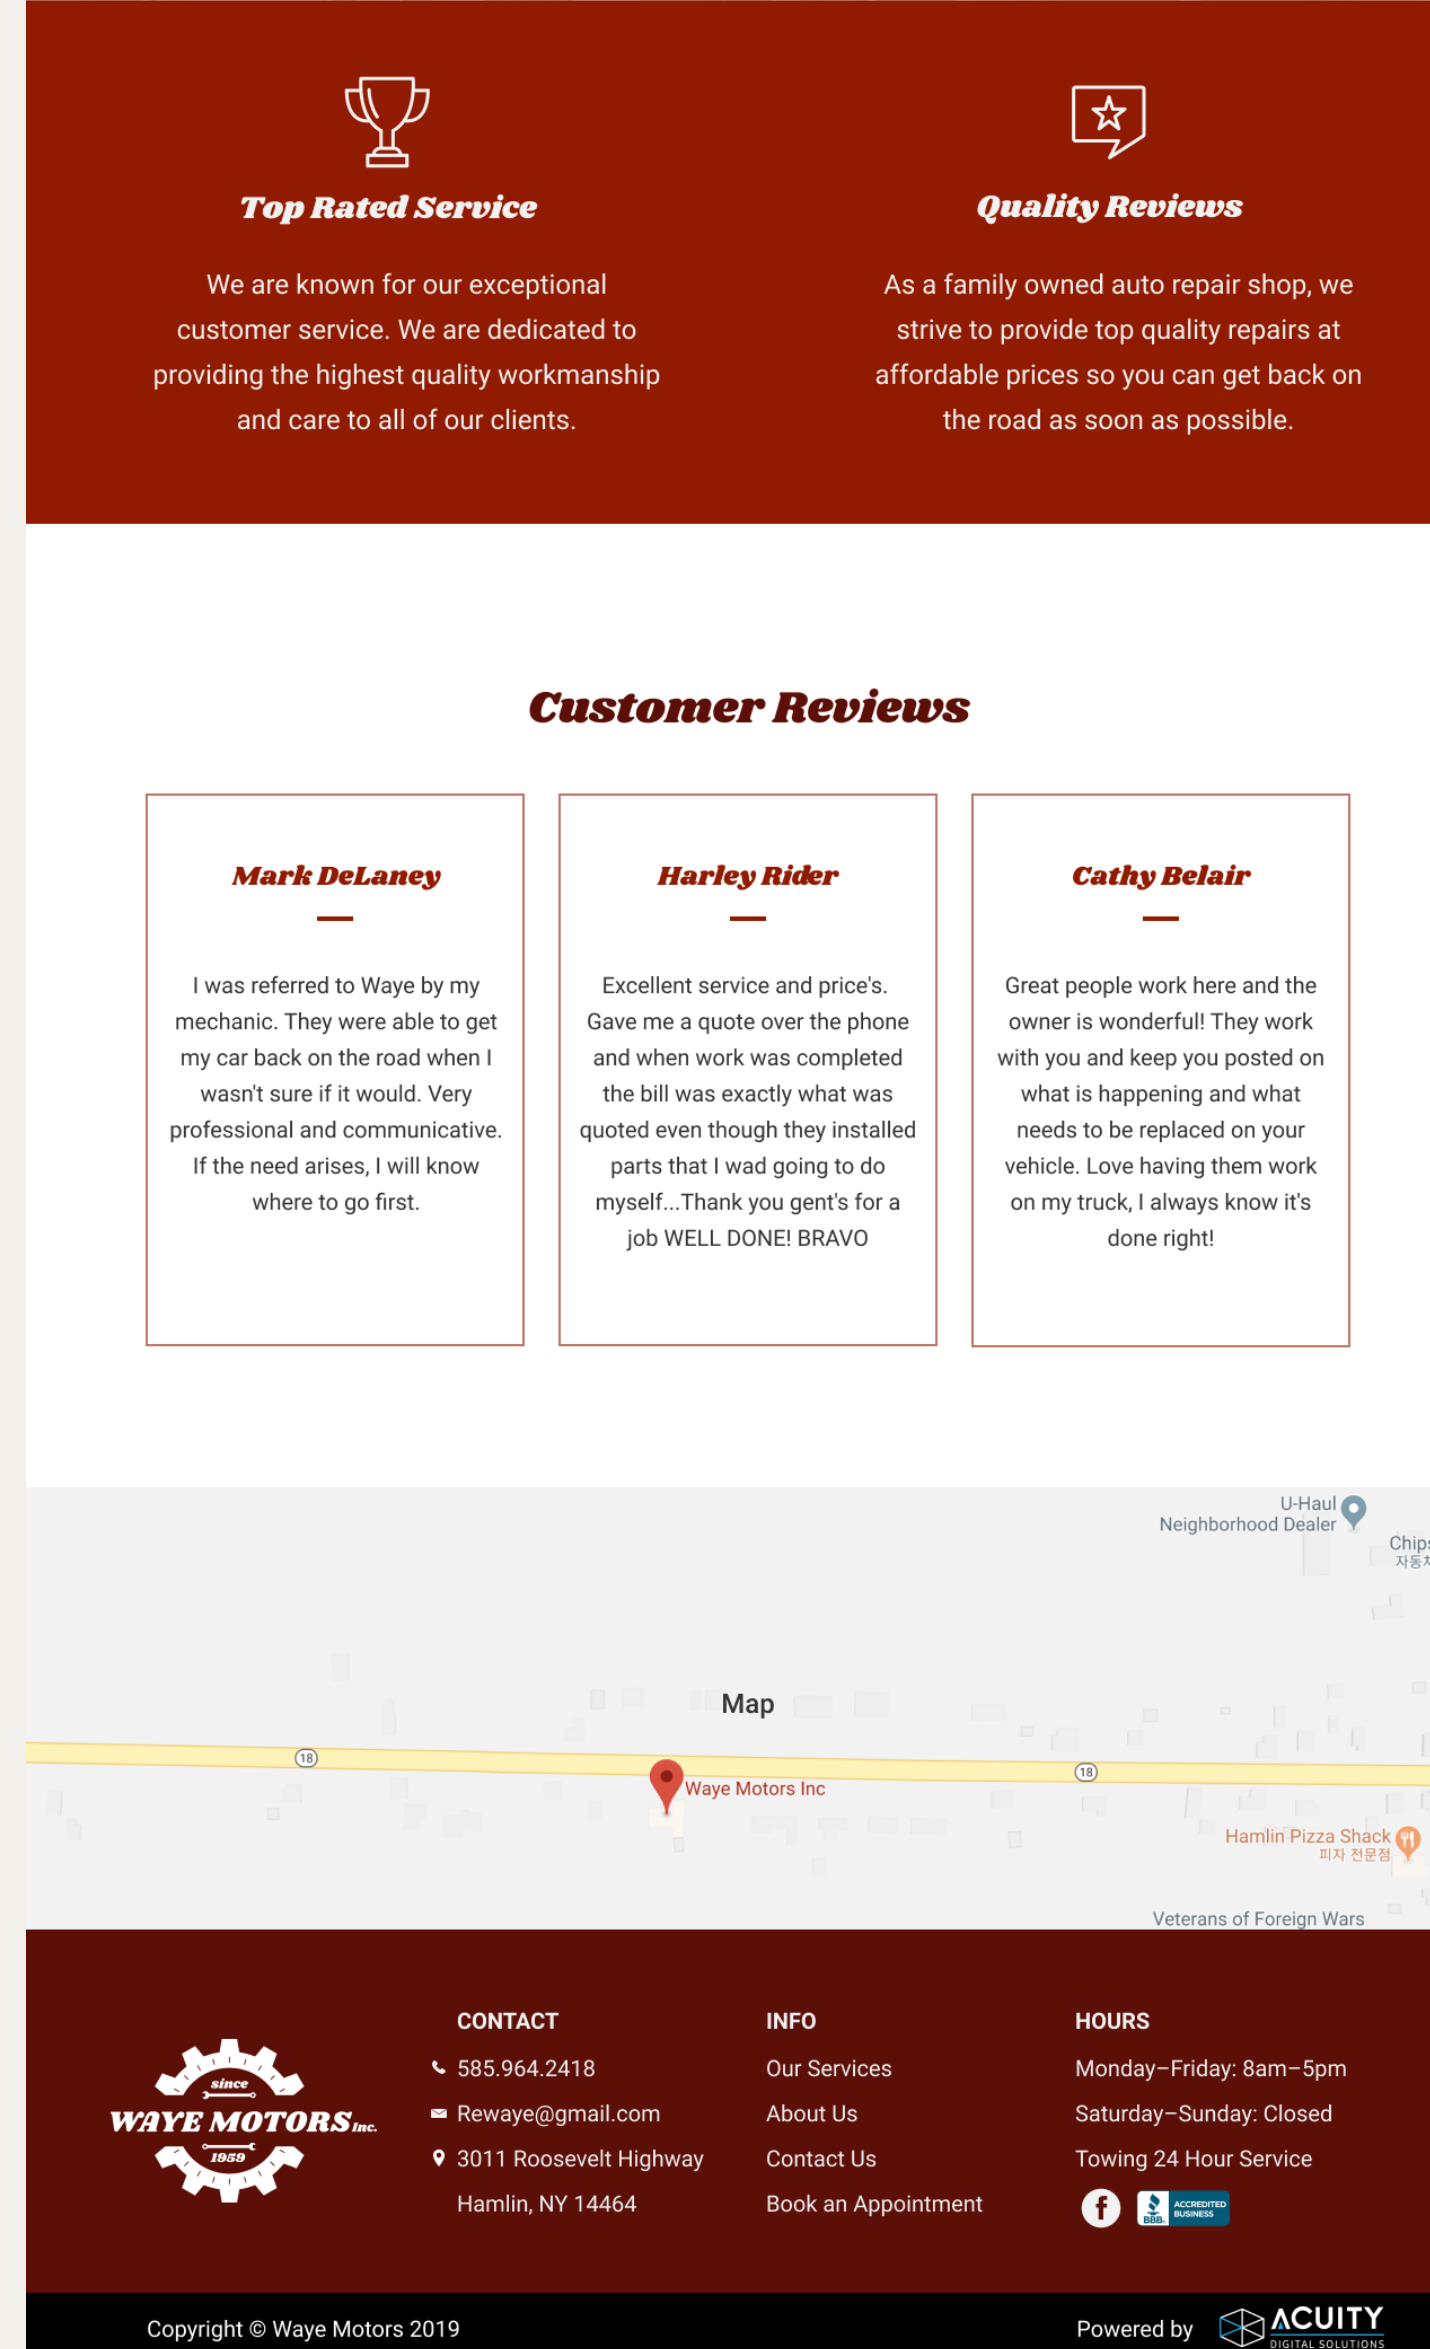 Top Rated Service
We are known for our exceptional
customer service. We are dedicated to
providing the highest quality workmanship
and care to all of our clients.
Quality Reviews
As a family owned auto repair shop, we
strive to provide top quality repairs at
affordable prices so you can get back on
the road as soon as possible.
Customer Reviews
Mark DeLaney
I was referred to Waye by my
mechanic. They were able to get
my car back on the road when I
wasn't sure if it would. Very
professional and communicative.
If the need arises, I will know
where to go first.
Harley Rider
Excellent service and price's.
Gave me a quote over the phone
and when work was completed
the bill was exactly what was
quoted even though they installed
parts that I wad going to do
myself...Thank you gent's for a
job WELL DONE! BRAVO
Cathy Belair
Great people work here and the
owner is wonderful! They work
with you and keep you posted on
what is happening and what
needs to be replaced on your
vehicle. Love having them work
on my truck, I always know it's
done right!
U-Haul
Neighborhood Dealer
Chips
자동차
Map
18
18
Waye Motors Inc
Hamlin Pizza Shack
피자 전문점
Veterans of Foreign Wars
since
WAYE MOTORS Inc.
1959
CONTACT
585.964.2418
Rewaye@gmail.com
3011 Roosevelt Highway
Hamlin, NY 14464
INFO
Our Services
About Us
Contact Us
Book an Appointment
HOURS
Monday–Friday: 8am–5pm
Saturday–Sunday: Closed
Towing 24 Hour Service
f
BBB.
ACCREDITED
BUSINESS
Copyright © Waye Motors 2019
Powered by
ACUITY
DIGITAL SOLUTIONS